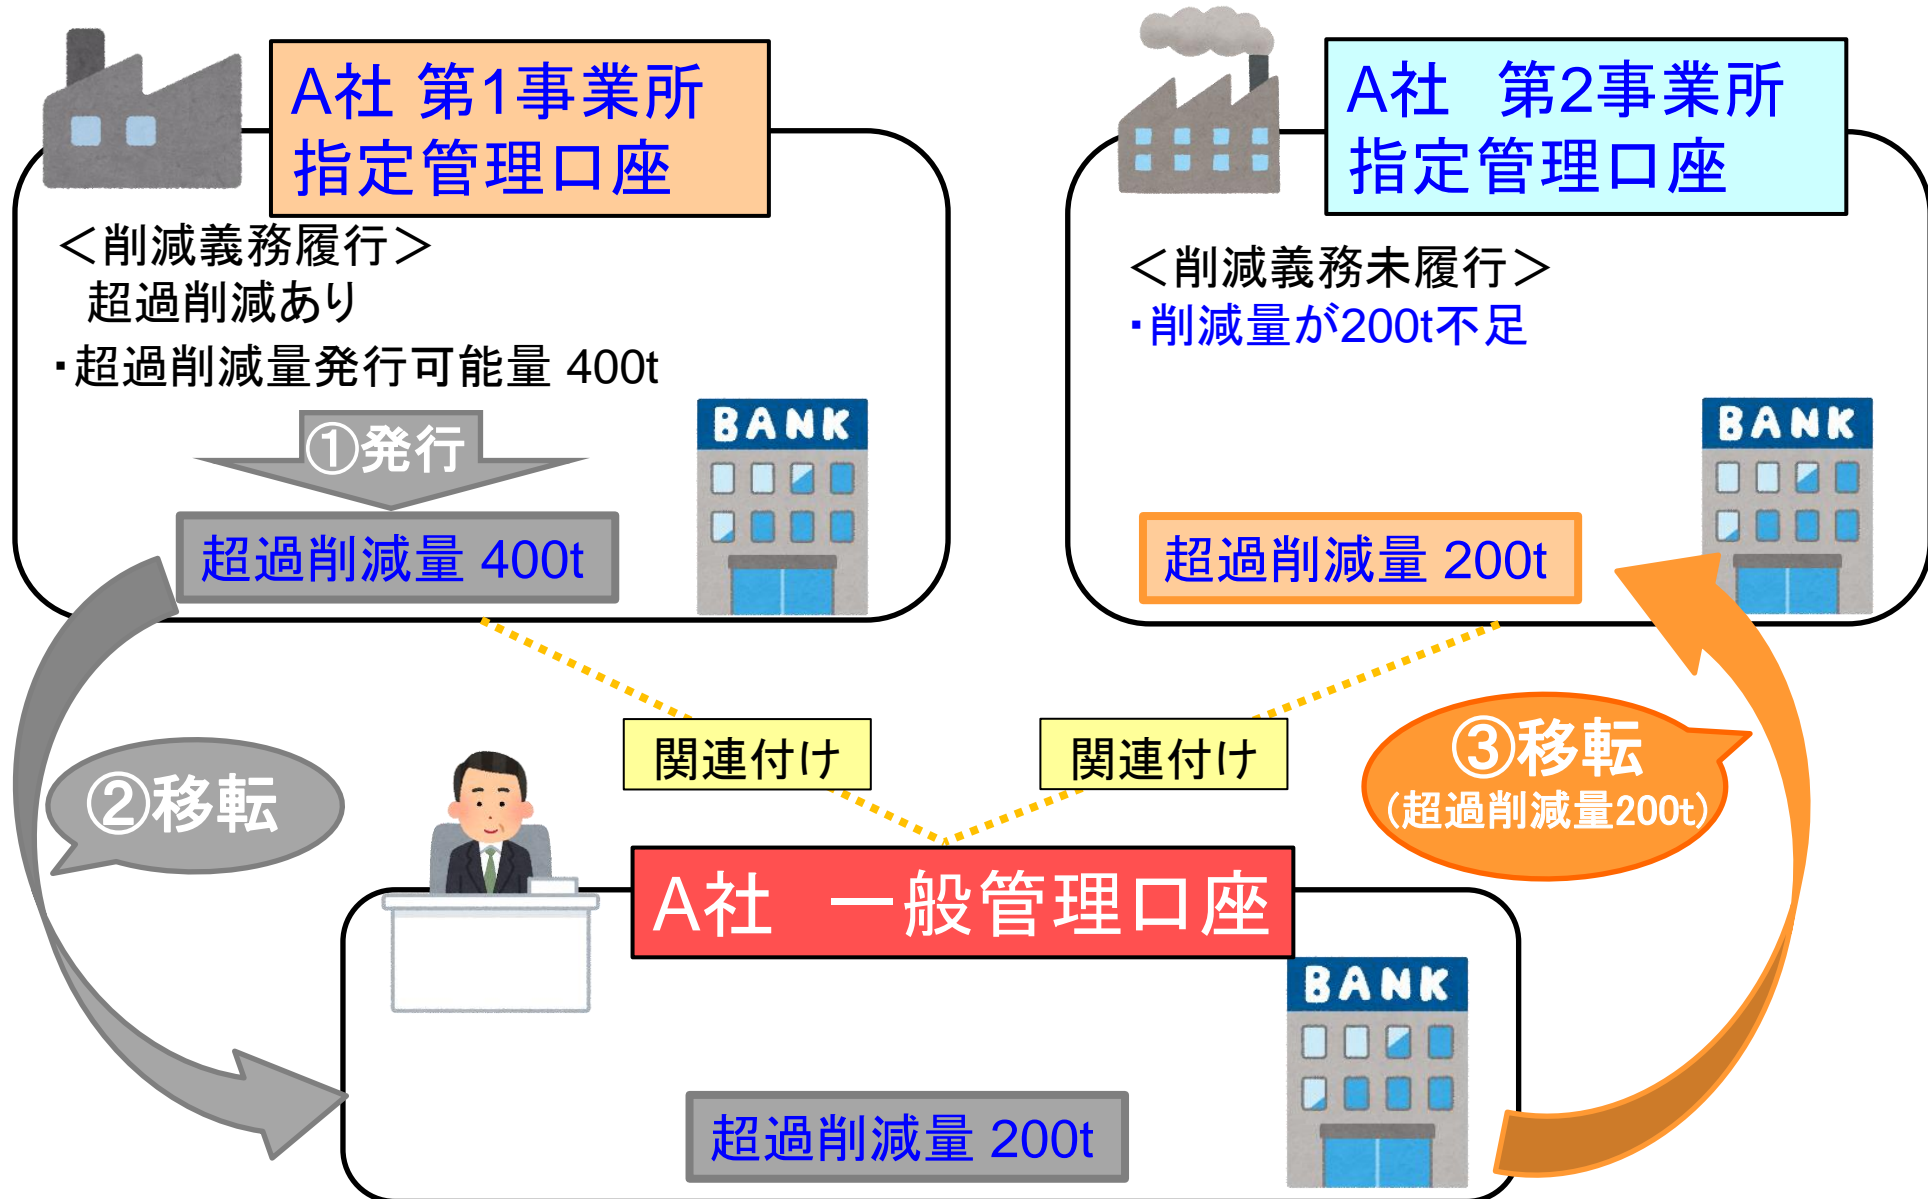 A社 第1事業所
指定管理口座
＜削減義務履行＞
超過削減あり
・超過削減量発行可能量 400t
①発行
BANK
超過削減量 400t
A社　第2事業所
指定管理口座
＜削減義務未履行＞
・削減量が200t不足
BANK
超過削減量 200t
関連付け
関連付け
②移転
③移転
(超過削減量200t)
A社　一般管理口座
BANK
超過削減量 200t